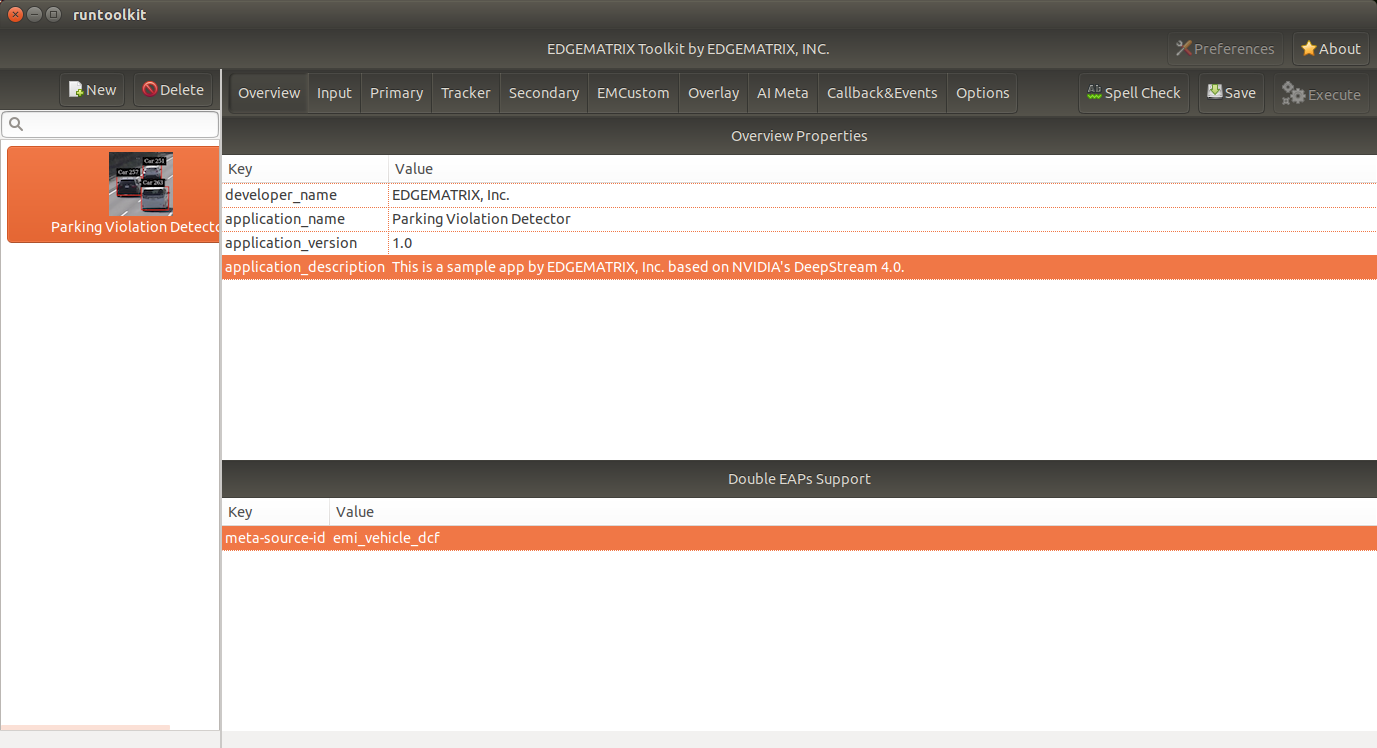 runtoolkit
EDGEMATRIX Toolkit by EDGEMATRIX, INC.
Preferences
About
New
Delete
Overview
Input
Primary
Tracker
Secondary
EMCustom
Overlay
AI Meta
Callback&Events
Options
Spell Check
Save
Execute
Car 251
Car 257
Car 263
Parking Violation Detecto
Overview Properties
Key Value
developer_name EDGEMATRIX, Inc.
application_name Parking Violation Detector
application_version 1.0
application_description This is a sample app by EDGEMATRIX, Inc. based on NVIDIA's DeepStream 4.0.
Double EAPs Support
Key Value
meta-source-id emi_vehicle_dcf